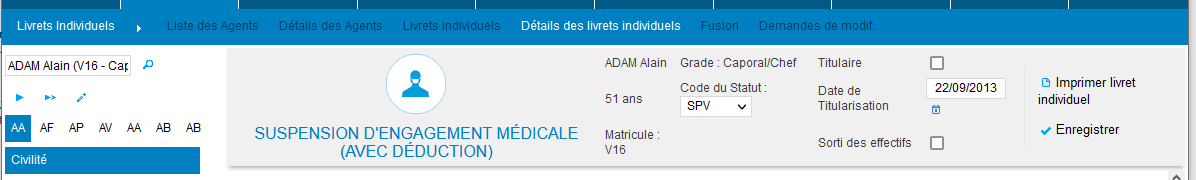 Livrets Individuels
Liste des Agents
Détails des Agents
Livrets individuels
Détails des livrets individuels
Fusion
Demandes de modif.
ADAM Alain (V16 - Cap
AA AF AP AV AA AB AB
Civilité
SUSPENSION D'ENGAGEMENT MÉDICALE
(AVEC DÉDUCTION)
ADAM Alain
51 ans
Matricule :
V16
Grade : Caporal/Chef
Code du Statut :
SPV
Titulaire
Date de
Titularisation
22/09/2013
Sorti des effectifs
Imprimer livret
individuel
Enregistrer